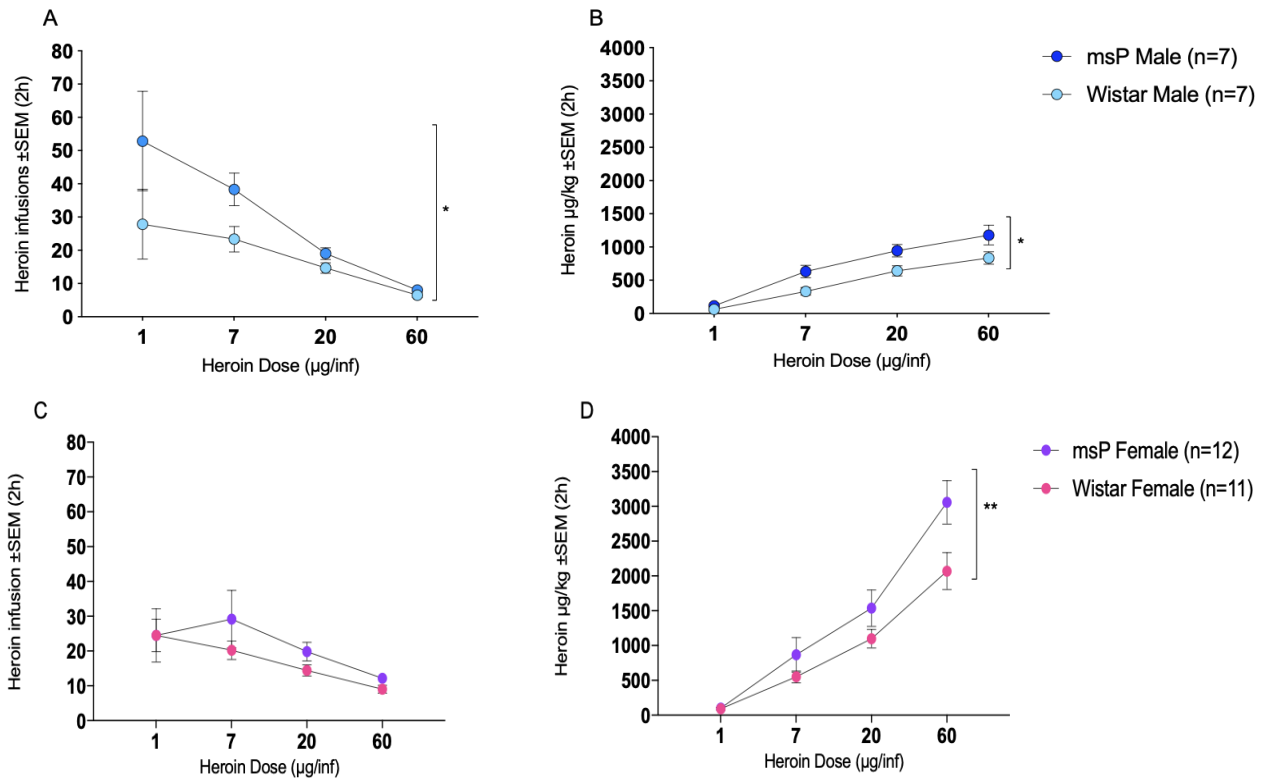 A
Heroin infusions ±SEM (2h)
80
70
60
50
40
30
20
10
0
*
1 7 20 60
Heroin Dose (µg/inf)
B
Heroin µg/kg ±SEM (2h)
4000
3500
3000
2500
2000
1500
1000
500
0
*
1 7 20 60
Heroin Dose (µg/inf)
msP Male (n=7)
Wistar Male (n=7)
C
Heroin infusion ±SEM (2h)
80
70
60
50
40
30
20
10
0
1 7 20 60
Heroin Dose (µg/inf)
D
Heroin µg/kg ±SEM (2h)
4000
3500
3000
2500
2000
1500
1000
500
0
**
1 7 20 60
Heroin Dose (µg/inf)
msP Female (n=12)
Wistar Female (n=11)